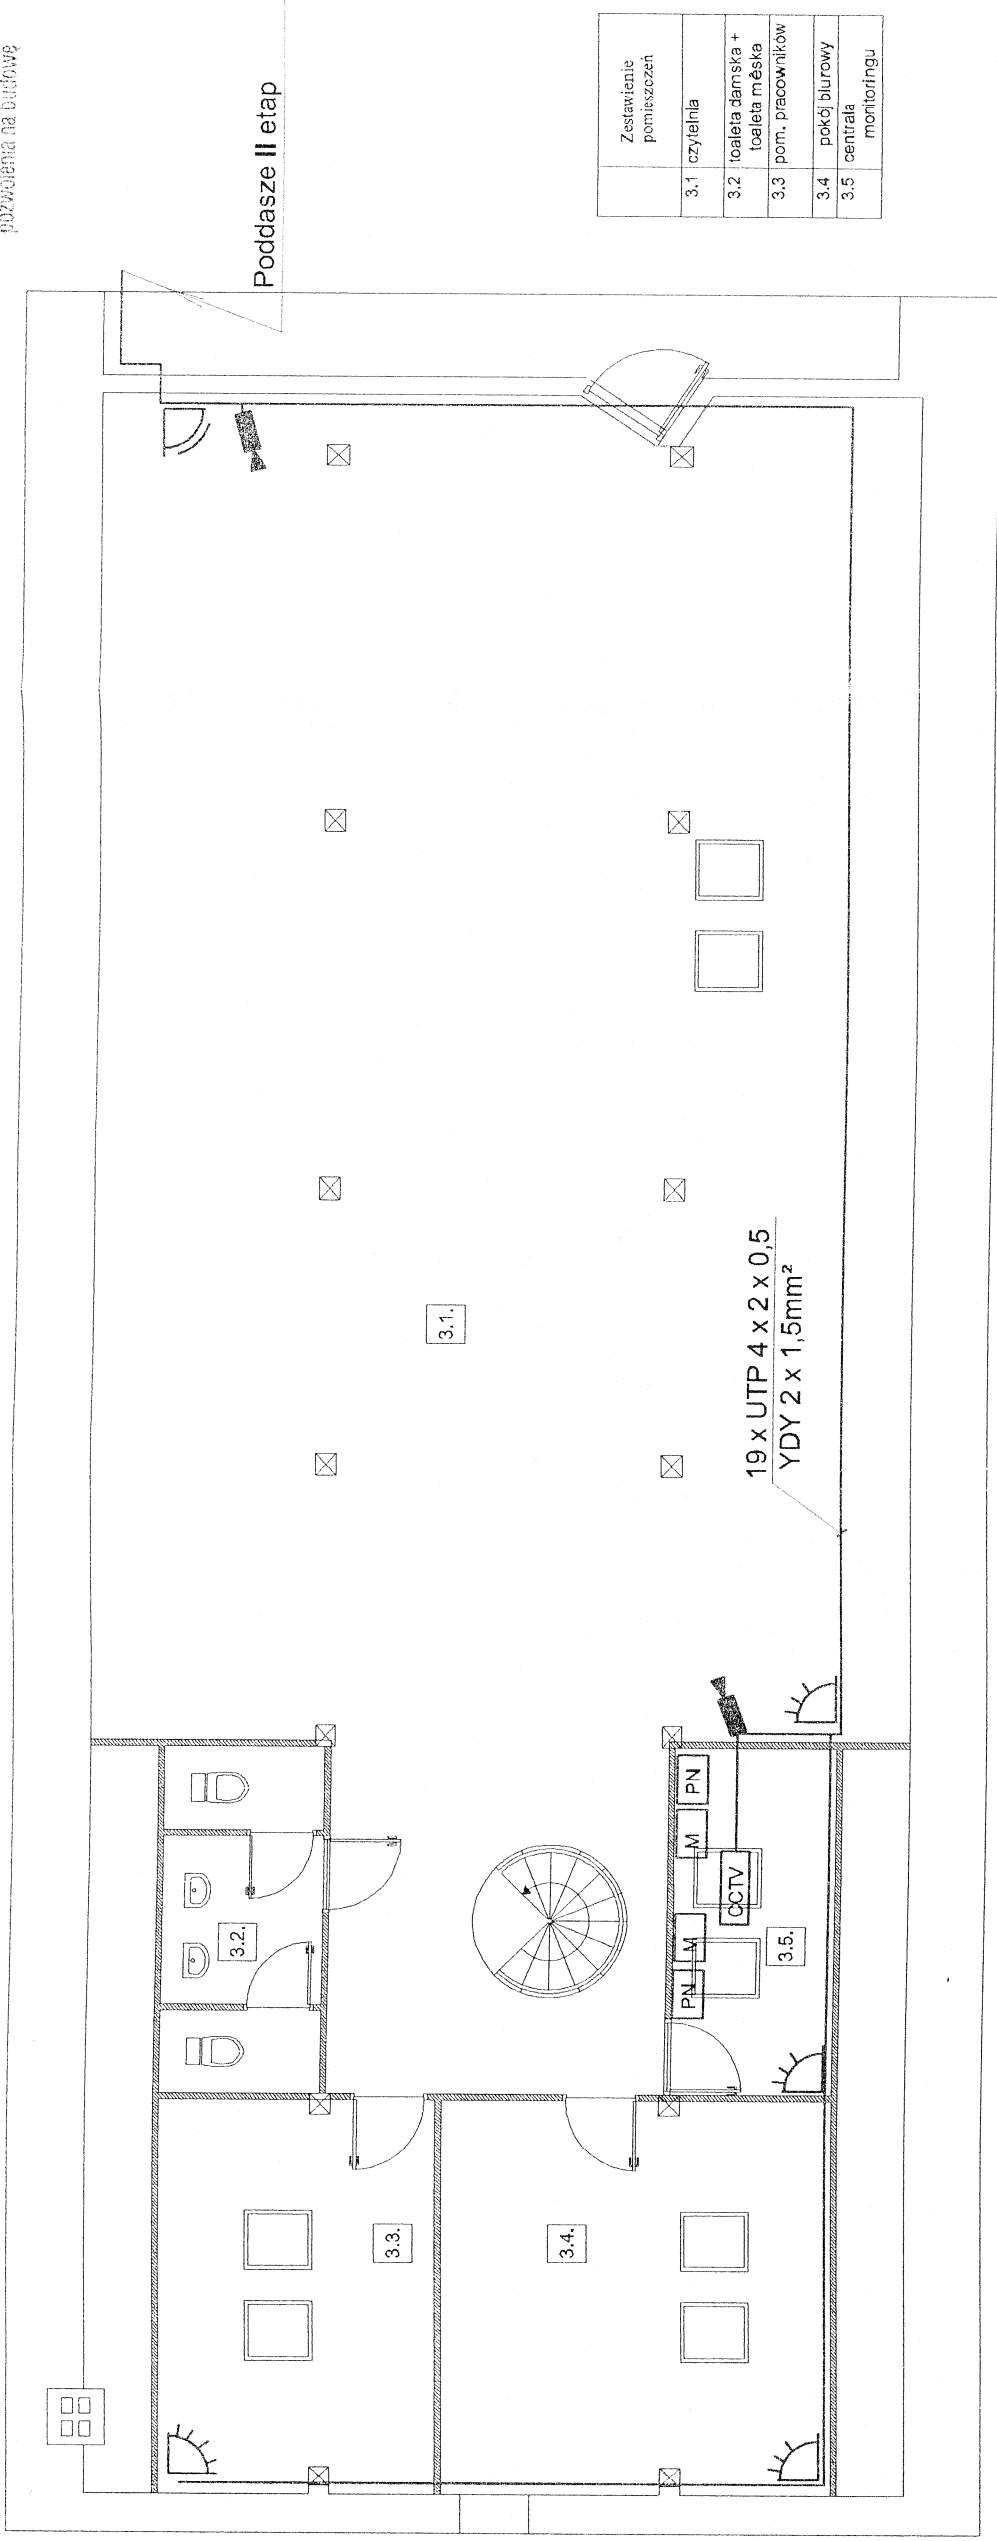 pozwolenia na budowę
Poddasze II etap
Zestawienie
pomieszczeń
3.1 czytelnia
3.2 toaleta damska +
toaleta mêska
3.3 pom. pracowników
3.4 pokój biurowy
3.5 centrala
monitoringu
3.1.
19 x UTP 4 x 2 x 0,5
YDY 2 x 1,5mm²
3.2.
PN
M
CCTV
M
PN
3.5.
3.3.
3.4.